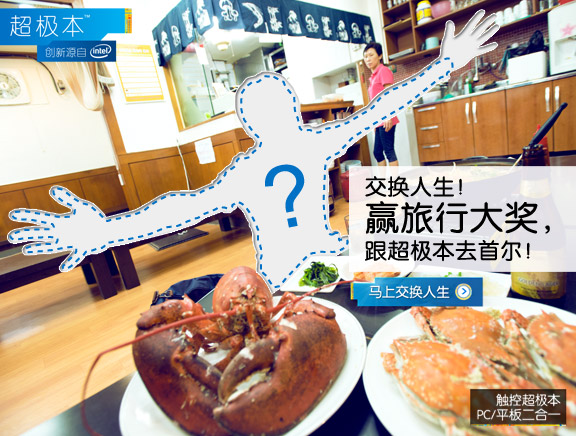 超极本™
创新源自 intel
?
交换人生！
赢旅行大奖，
跟超极本去首尔！
马上交换人生
触控超极本
PC/平板二合一